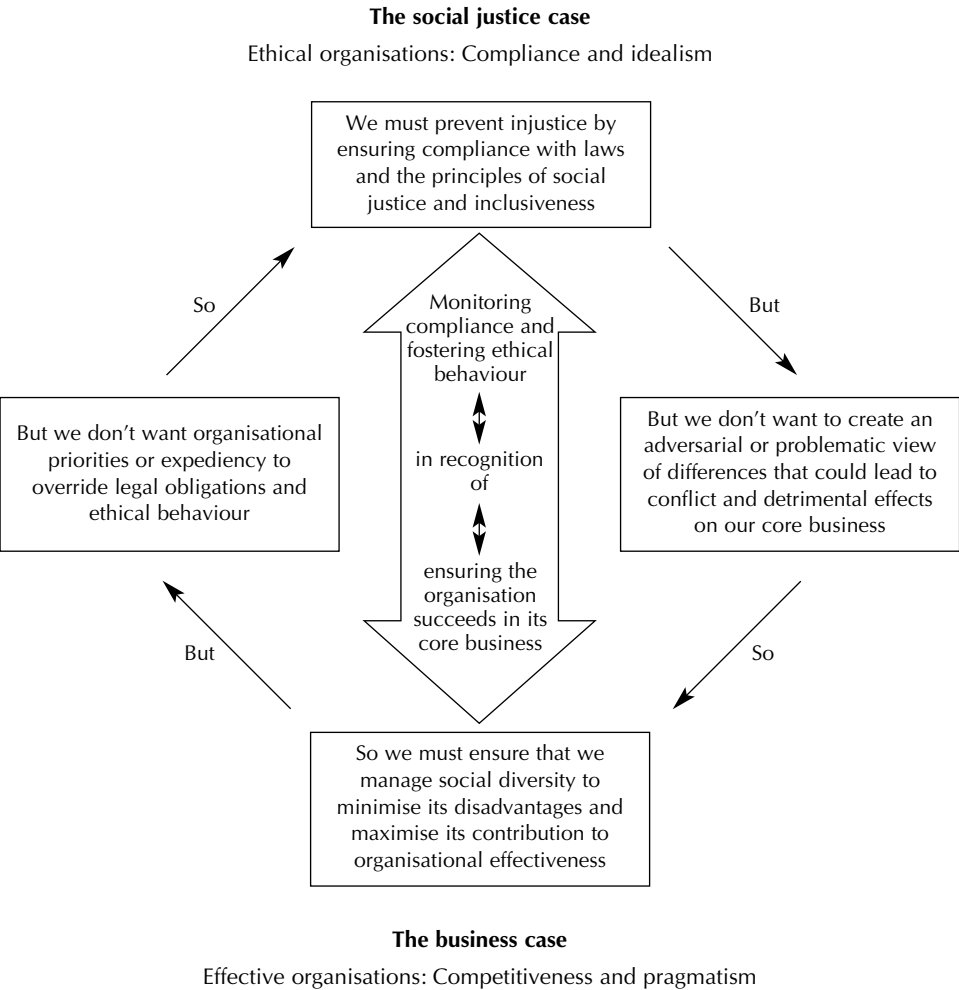 The social justice case
Ethical organisations: Compliance and idealism
We must prevent injustice by
ensuring compliance with laws
and the principles of social
justice and inclusiveness
So
But
Monitoring
compliance and
fostering ethical
behaviour
in recognition
of
ensuring the
organisation
succeeds in its
core business
But we don’t want organisational
priorities or expediency to
override legal obligations and
ethical behaviour
But we don’t want to create an
adversarial or problematic view
of differences that could lead to
conflict and detrimental effects
on our core business
But
So
So we must ensure that we
manage social diversity to
minimise its disadvantages and
maximise its contribution to
organisational effectiveness
The business case
Effective organisations: Competitiveness and pragmatism